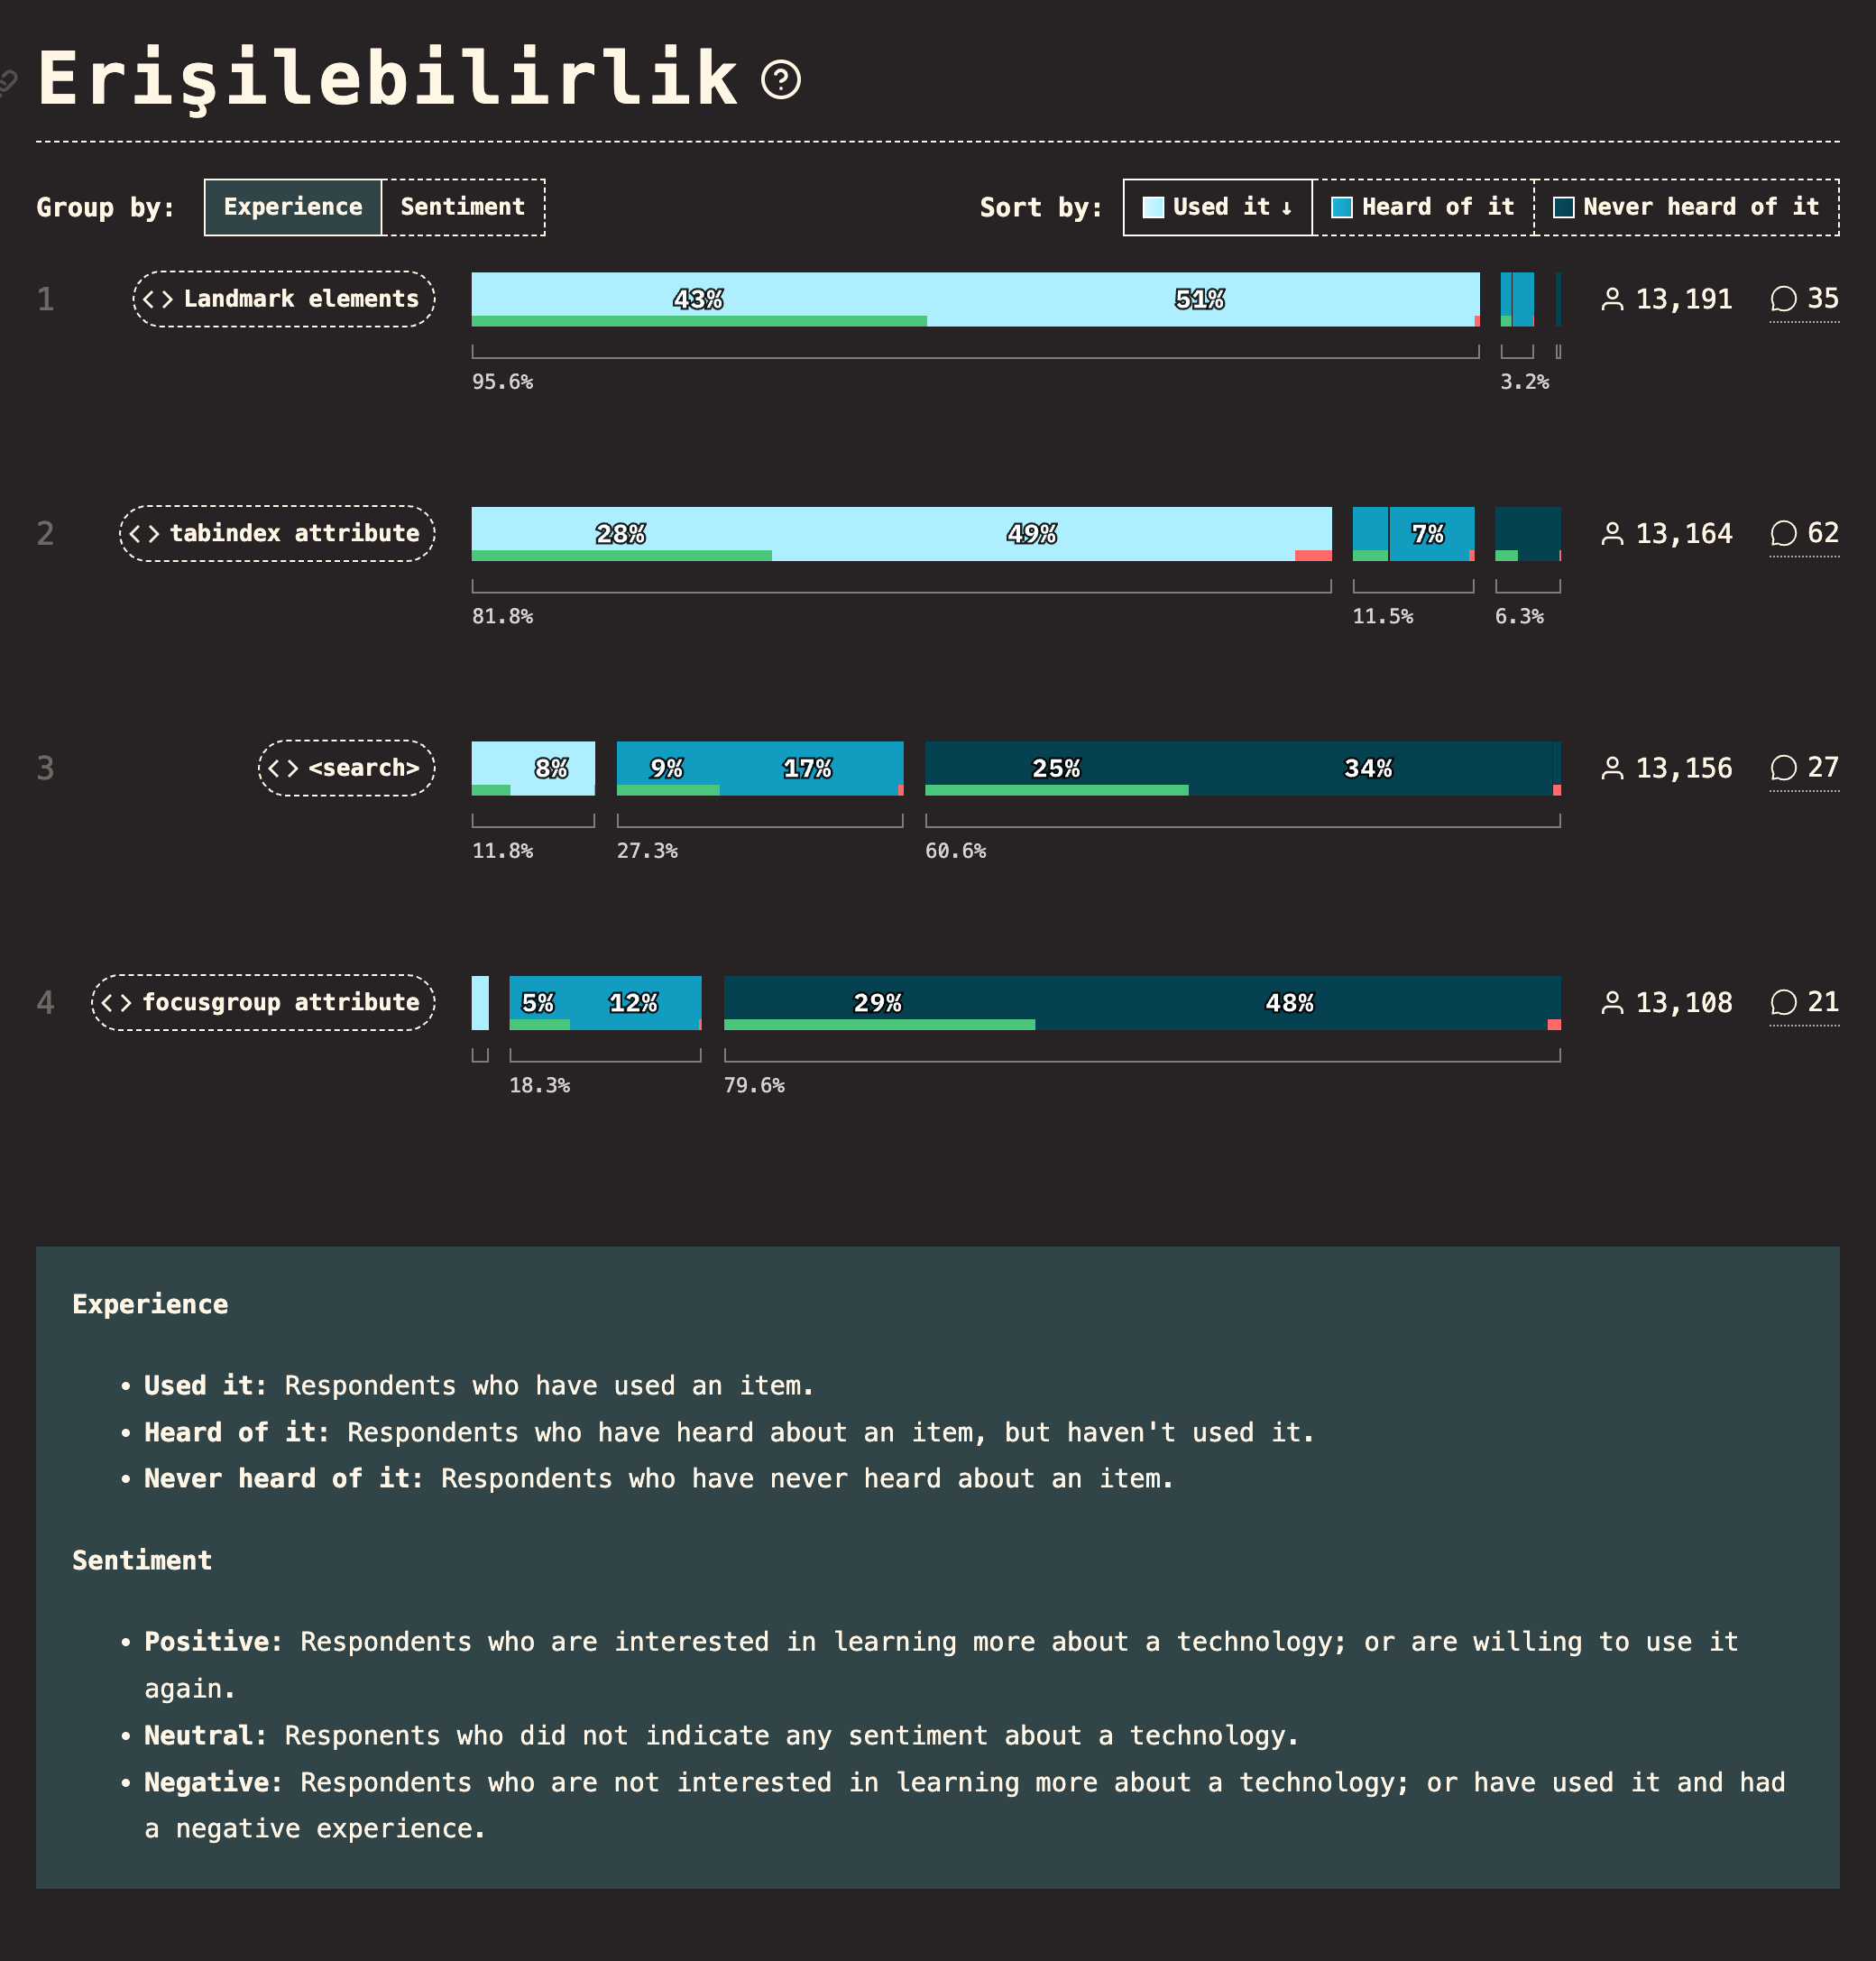 Erişilebilirlik
Group by: Experience Sentiment Sort by: Used it ↓ Heard of it Never heard of it
1 <> Landmark elements 43% 51% 13,191 35
95.6% 3.2%
2 <> tabindex attribute 28% 49% 7% 13,164 62
81.8% 11.5% 6.3%
3 <> <search> 8% 9% 17% 25% 34% 13,156 27
11.8% 27.3% 60.6%
4 <> focusgroup attribute 5% 12% 29% 48% 13,108 21
18.3% 79.6%
Experience
• Used it: Respondents who have used an item.
• Heard of it: Respondents who have heard about an item, but haven't used it.
• Never heard of it: Respondents who have never heard about an item.
Sentiment
• Positive: Respondents who are interested in learning more about a technology; or are willing to use it
again.
• Neutral: Responents who did not indicate any sentiment about a technology.
• Negative: Respondents who are not interested in learning more about a technology; or have used it and had
a negative experience.